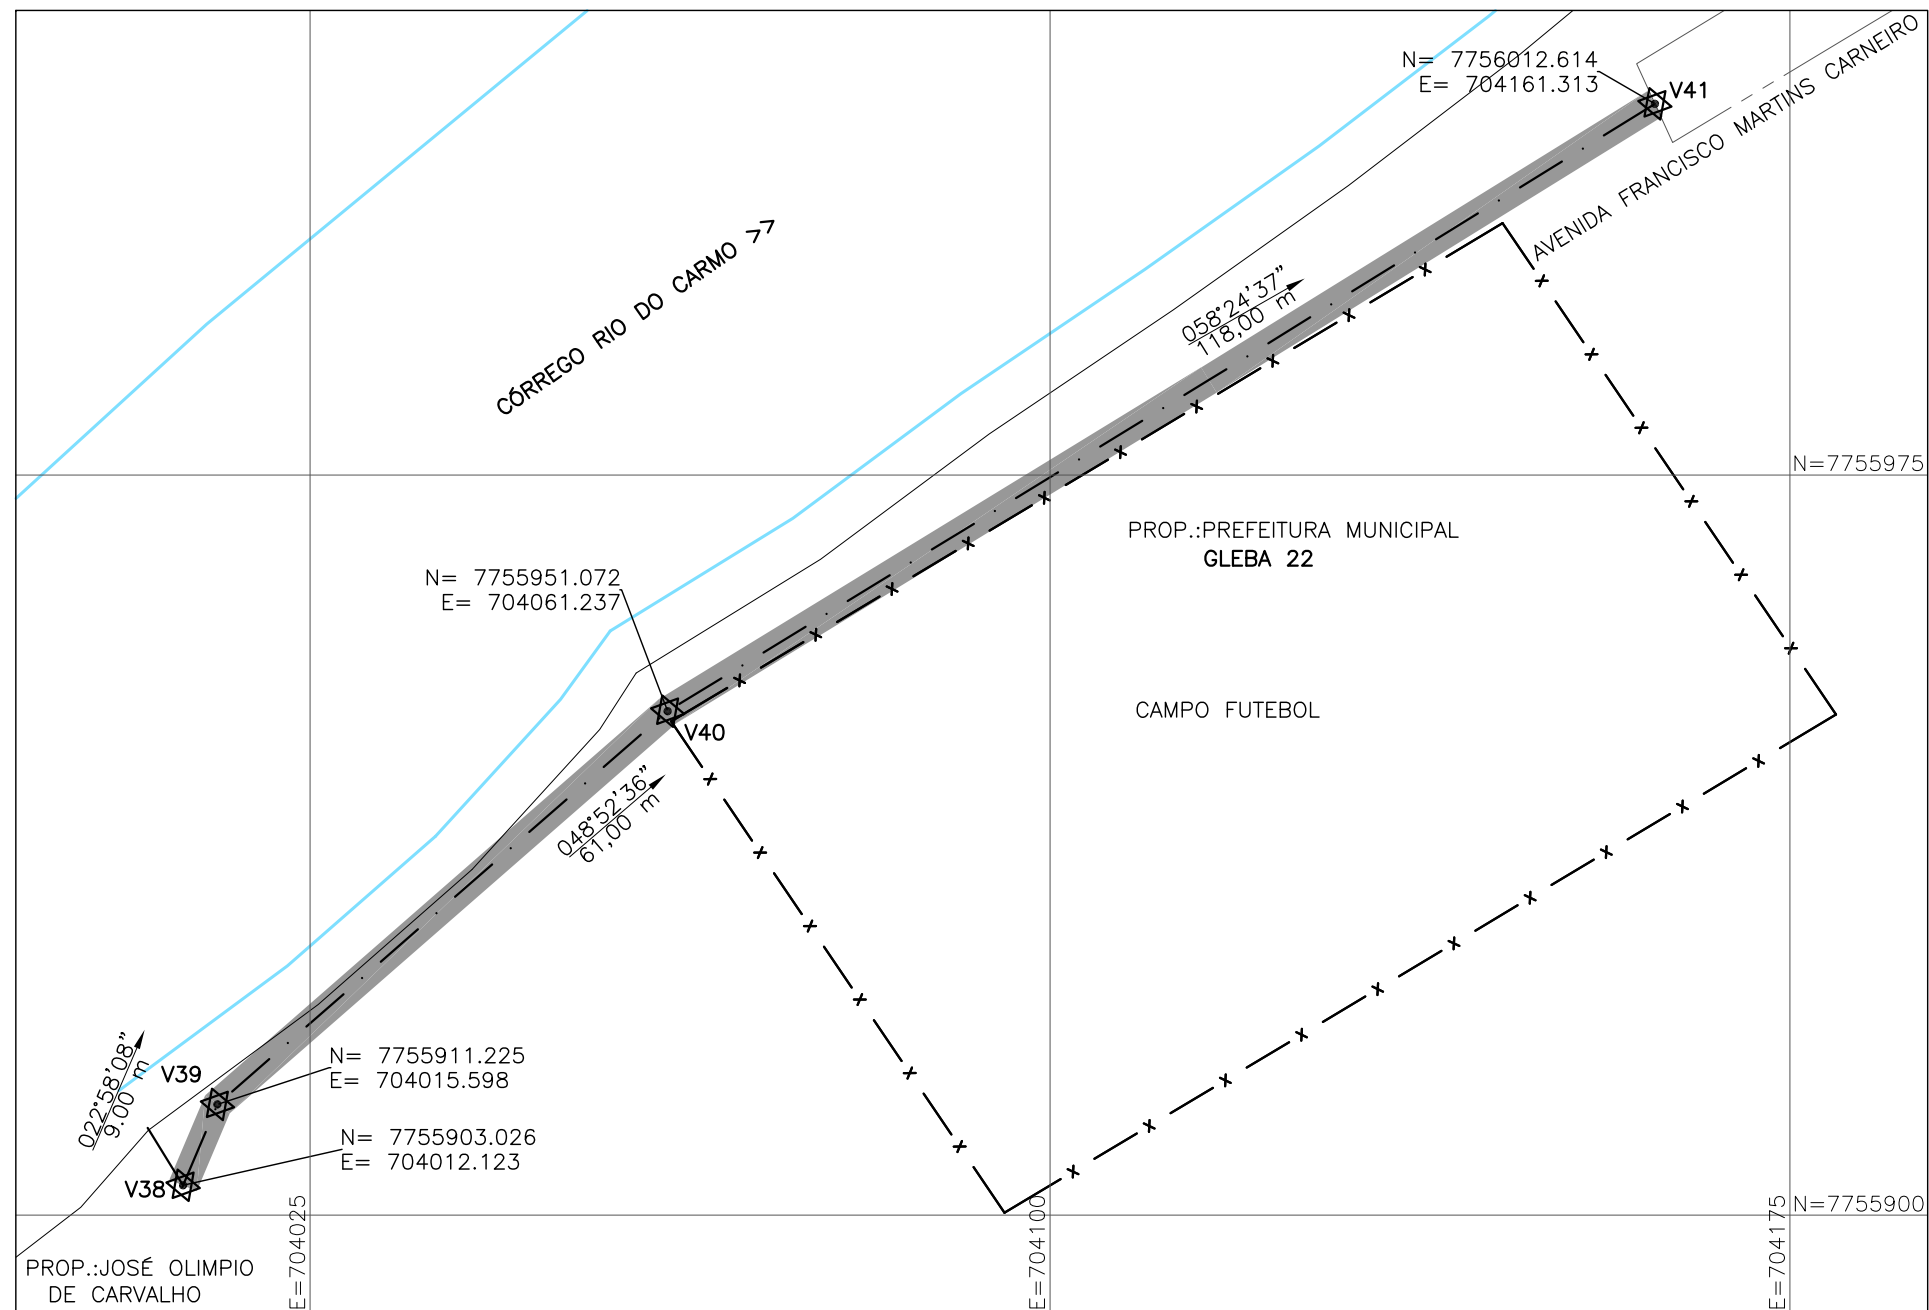 N= 7756012.614
E= 704161.313
V41
AVENIDA FRANCISCO MARTINS CARNEIRO
CÓRREGO RIO DO CARMO >>
058°24'37"
118,00 m
N=7755975
PROP.:PREFEITURA MUNICIPAL
GLEBA 22
N= 7755951.072
E= 704061.237
V40
CAMPO FUTEBOL
048°52'36"
61,00 m
022°58'08"
9.00 m
V39
N= 7755911.225
E= 704015.598
N= 7755903.026
E= 704012.123
V38
N=7755900
E=704025
E=704100
E=704175
PROP.:JOSÉ OLIMPIO
DE CARVALHO